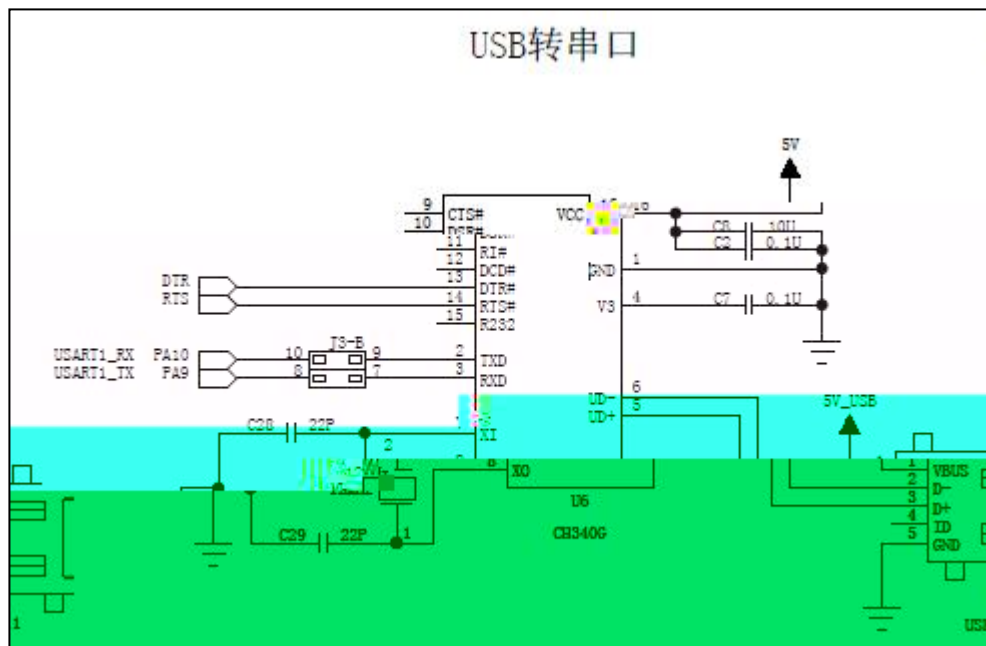 USB转串口
5V
9 CTS# VCC
10
11 RI# C2 0.1U
12 DCD# GND 1
DTR 13 DTR#
RTS 14 RTS# V3 4 C7 0.1U
15 R232
J3-B
USART1_RX PA10 10 9 2 TXD
USART1_TX PA9 8 7 3 RXD
UD- 6
UD+ 5
5V_USB
C28 22P XI
2
XO
1 VBUS
2 D-
3 D+
4 ID
5 GND
U6
C29 22P 1 CH340G
1